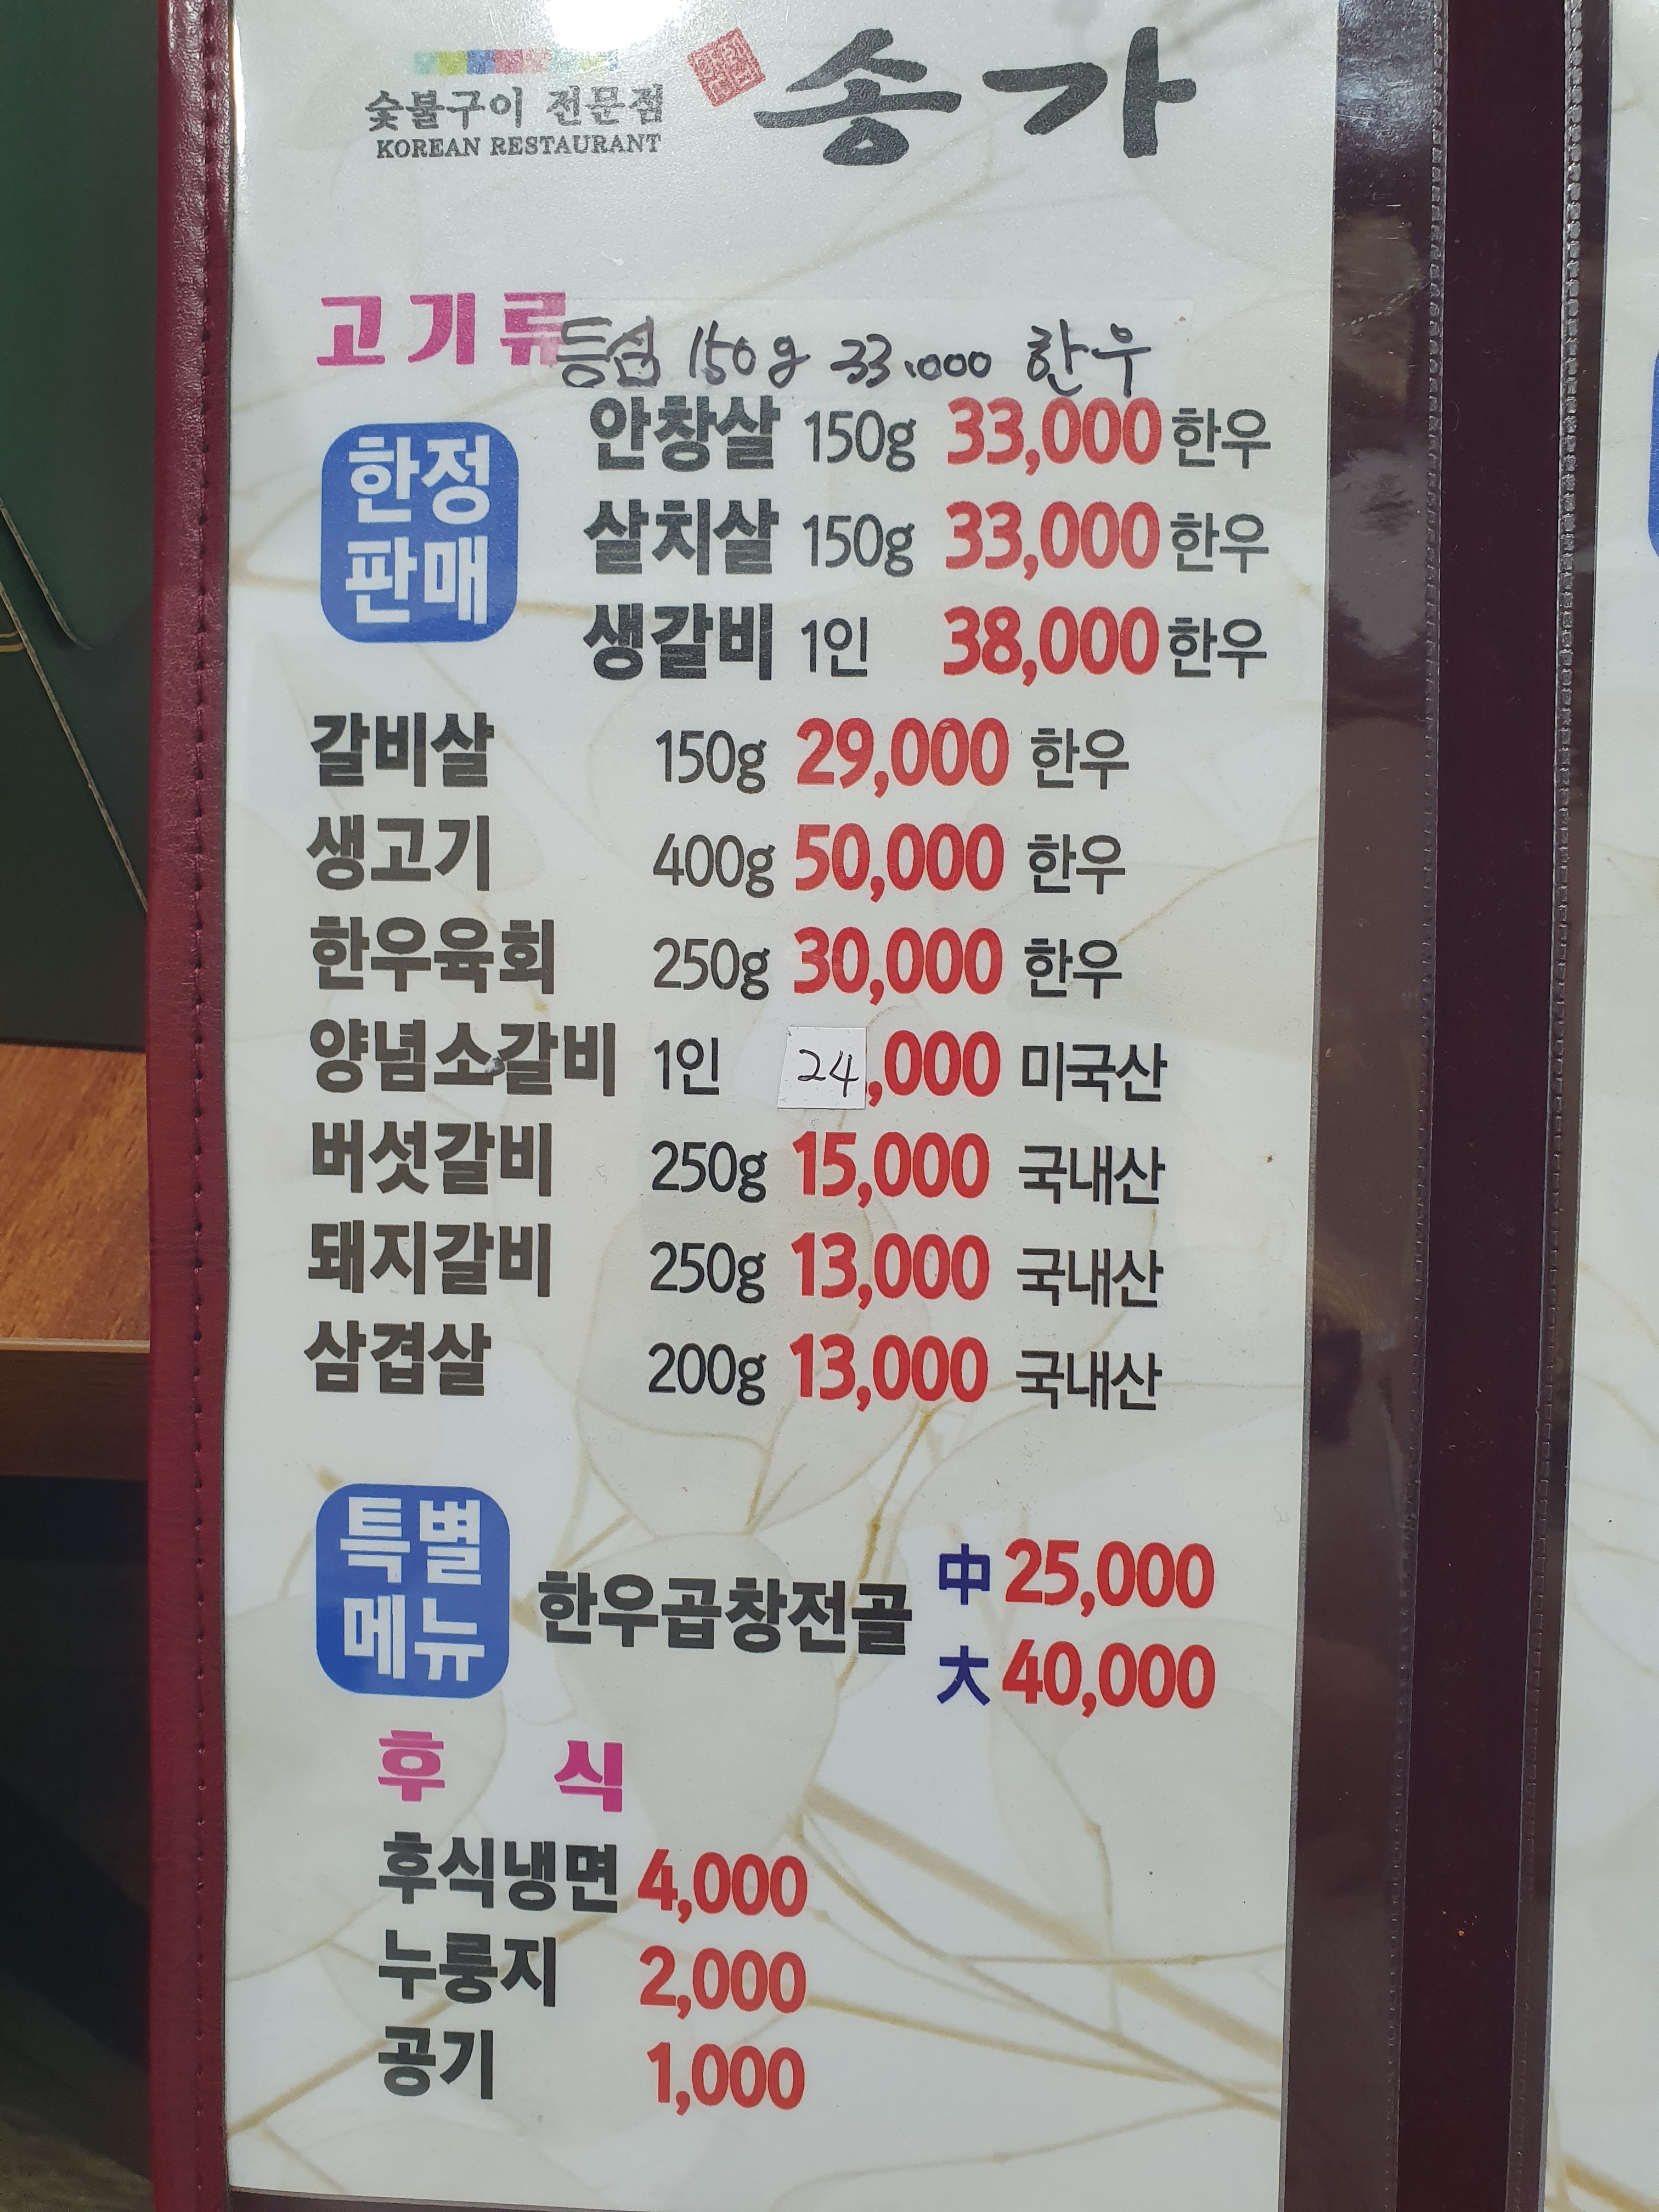 숯불구이 전문점
KOREAN RESTAURANT
송가
고기류
등심 150g 33.000 한우
한정
판매
안창살 150g 33,000 한우
살치살 150g 33,000 한우
생갈비 1인 38,000 한우
갈비살 150g 29,000 한우
생고기 400g 50,000 한우
한우육회 250g 30,000 한우
양념소갈비 1인 24,000 미국산
버섯갈비 250g 15,000 국내산
돼지갈비 250g 13,000 국내산
삼겹살 200g 13,000 국내산
특별
메뉴
한우곱창전골
中 25,000
大 40,000
후 식
후식냉면 4,000
누룽지 2,000
공기 1,000